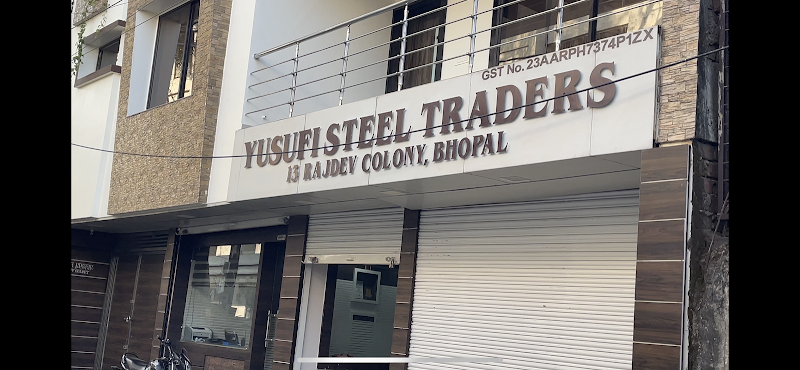 GST No. 23AARPH7374P1ZX
YUSUFI STEEL TRADERS
13 RAJDEV COLONY, BHOPAL